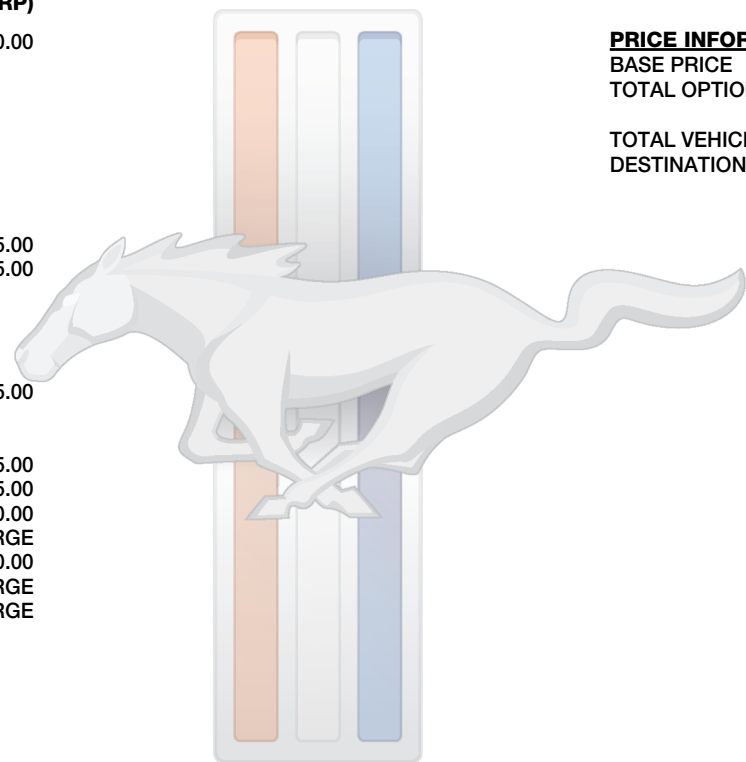 RP)
0.00
5.00
5.00
5.00
5.00
5.00
0.00
RGE
0.00
RGE
RGE
PRICE INFOR
BASE PRICE
TOTAL OPTIO
TOTAL VEHICL
DESTINATION